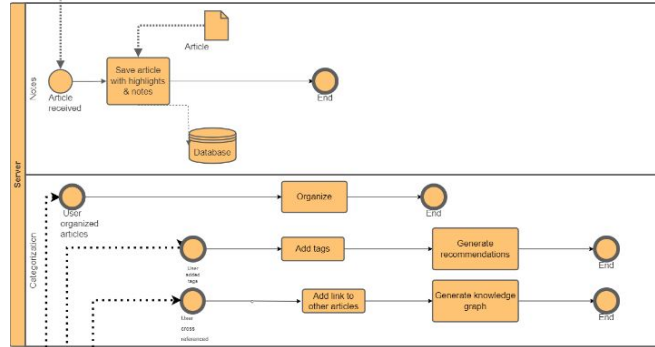 Server
Notes
Article
received
Save article
with highlights
& notes
Article
Database
End
Categorization
User
organized
articles
Organize
End
User
edited
tags
Add tags
Generate
recommendations
End
User
cross
referenced
Add link to
other articles
Generate knowledge
graph
End